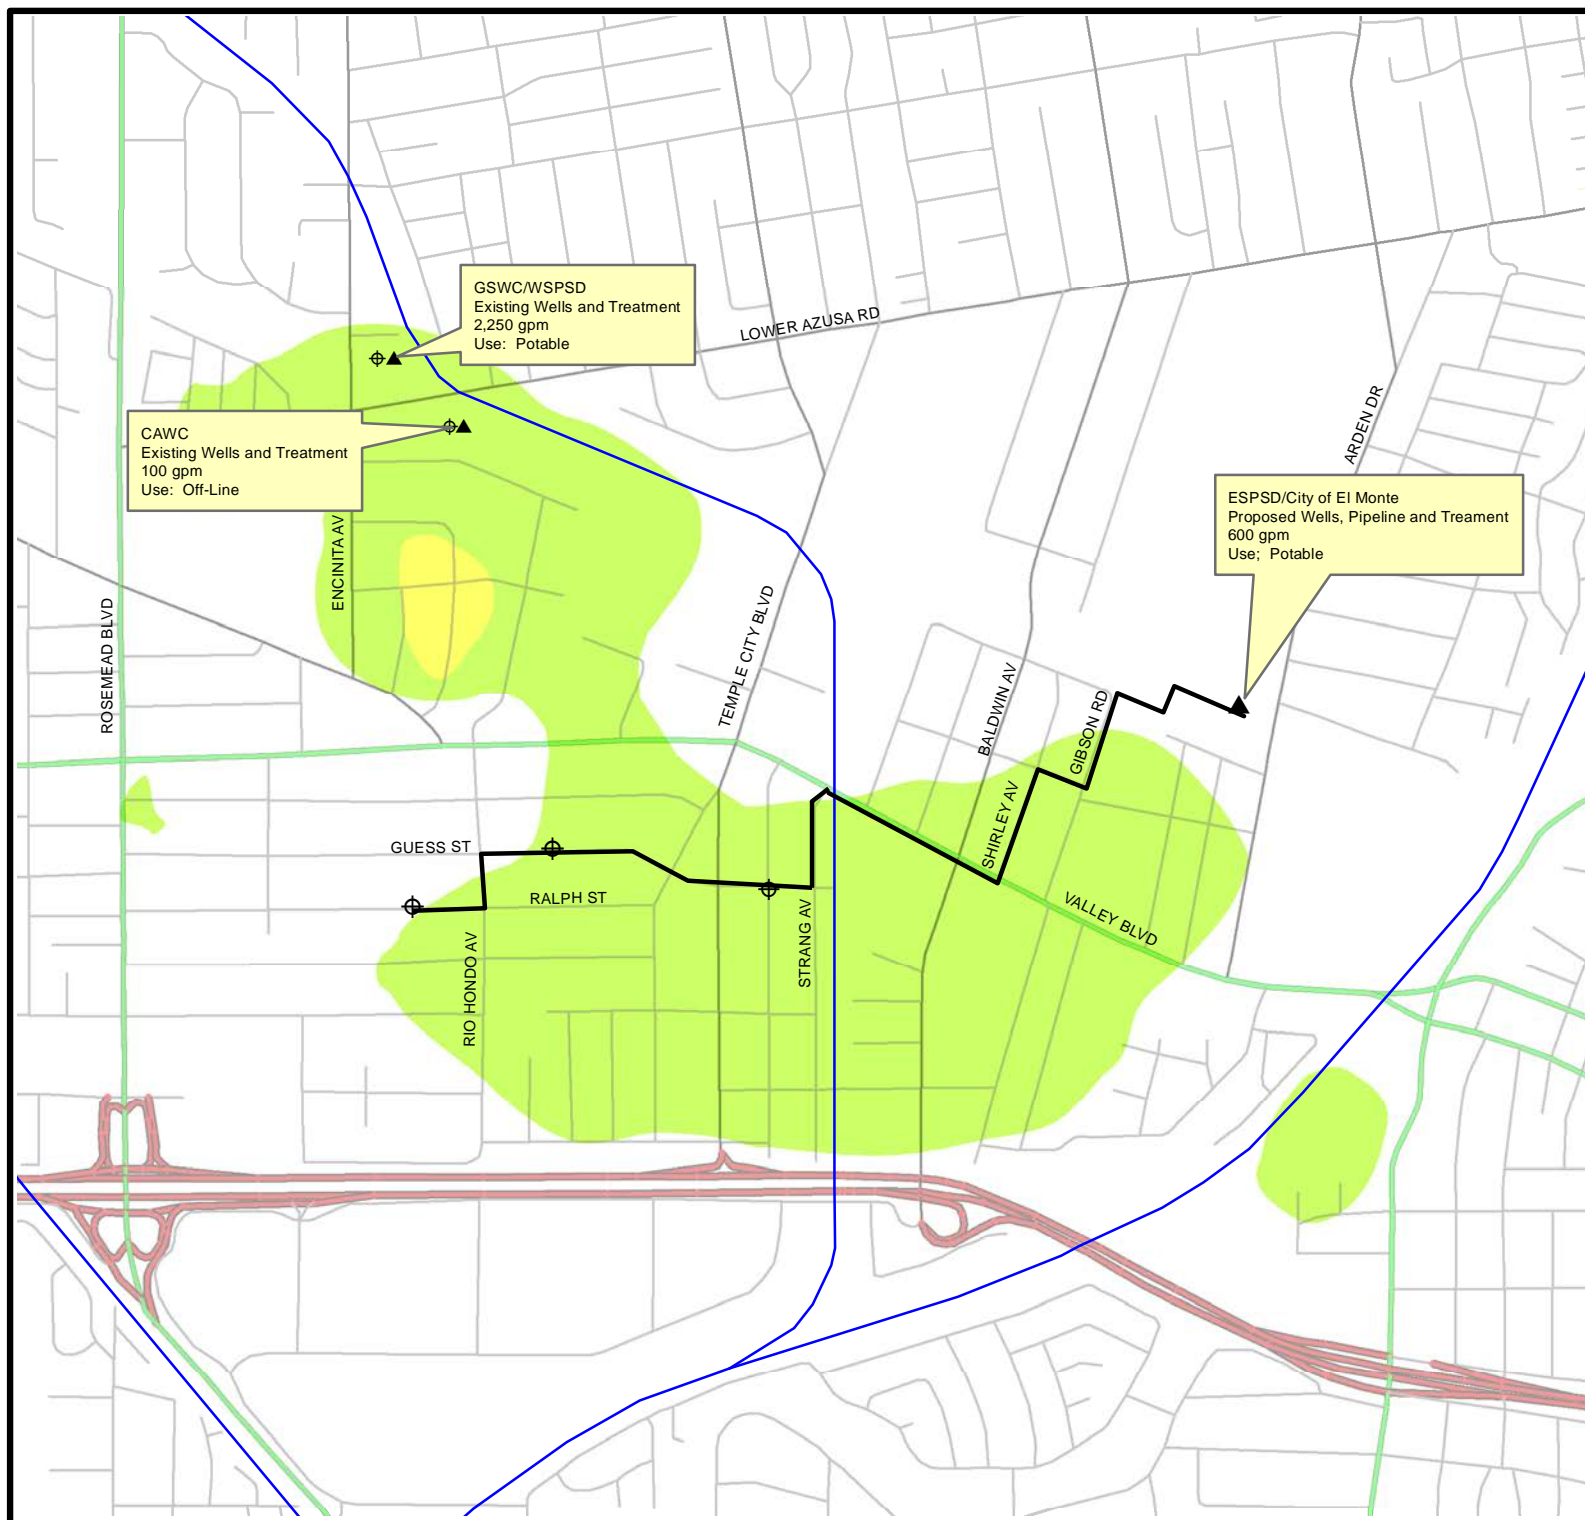 GSWC/WSPSD
Existing Wells and Treatment
2,250 gpm
Use: Potable
LOWER AZUSA RD
CAWC
Existing Wells and Treatment
100 gpm
Use: Off-Line
ARDEN DR
ESPSD/City of El Monte
Proposed Wells, Pipeline and Treament
600 gpm
Use; Potable
ENCINITA AV
ROSEMEAD BLVD
TEMPLE CITY BLVD
BALDWIN AV
GIBSON RD
SHIRLEY AV
GUESS ST
RALPH ST
STRANG AV
VALLEY BLVD
RIO HONDO AV